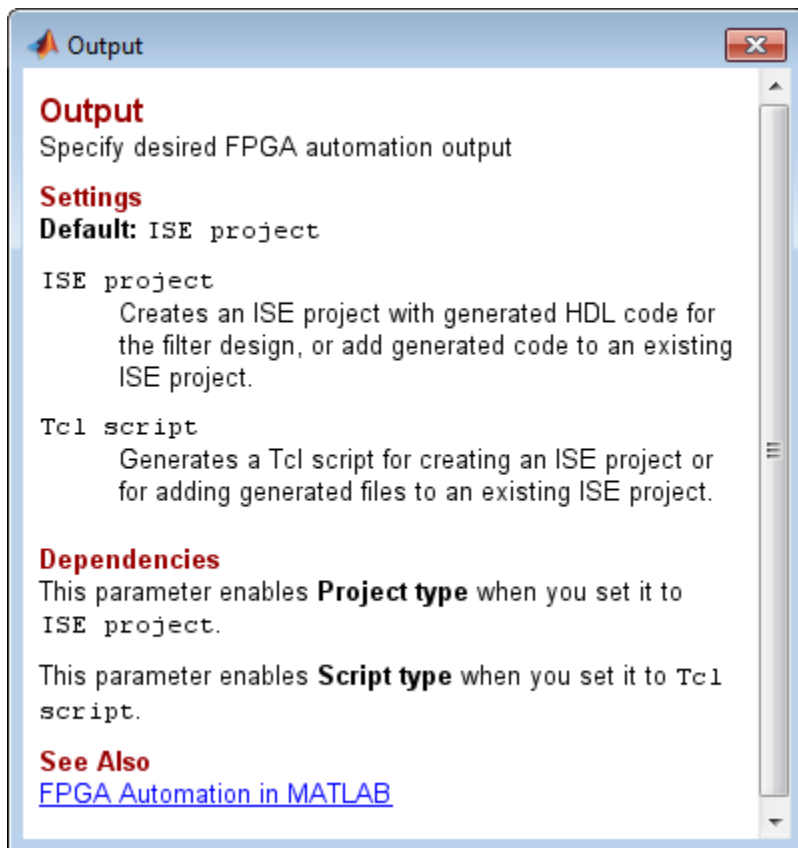 Output
Output
Specify desired FPGA automation output
Settings
Default: ISE project
ISE project
Creates an ISE project with generated HDL code for
the filter design, or add generated code to an existing
ISE project.
Tcl script
Generates a Tcl script for creating an ISE project or
for adding generated files to an existing ISE project.
Dependencies
This parameter enables Project type when you set it to
ISE project.
This parameter enables Script type when you set it to Tcl
script.
See Also
FPGA Automation in MATLAB